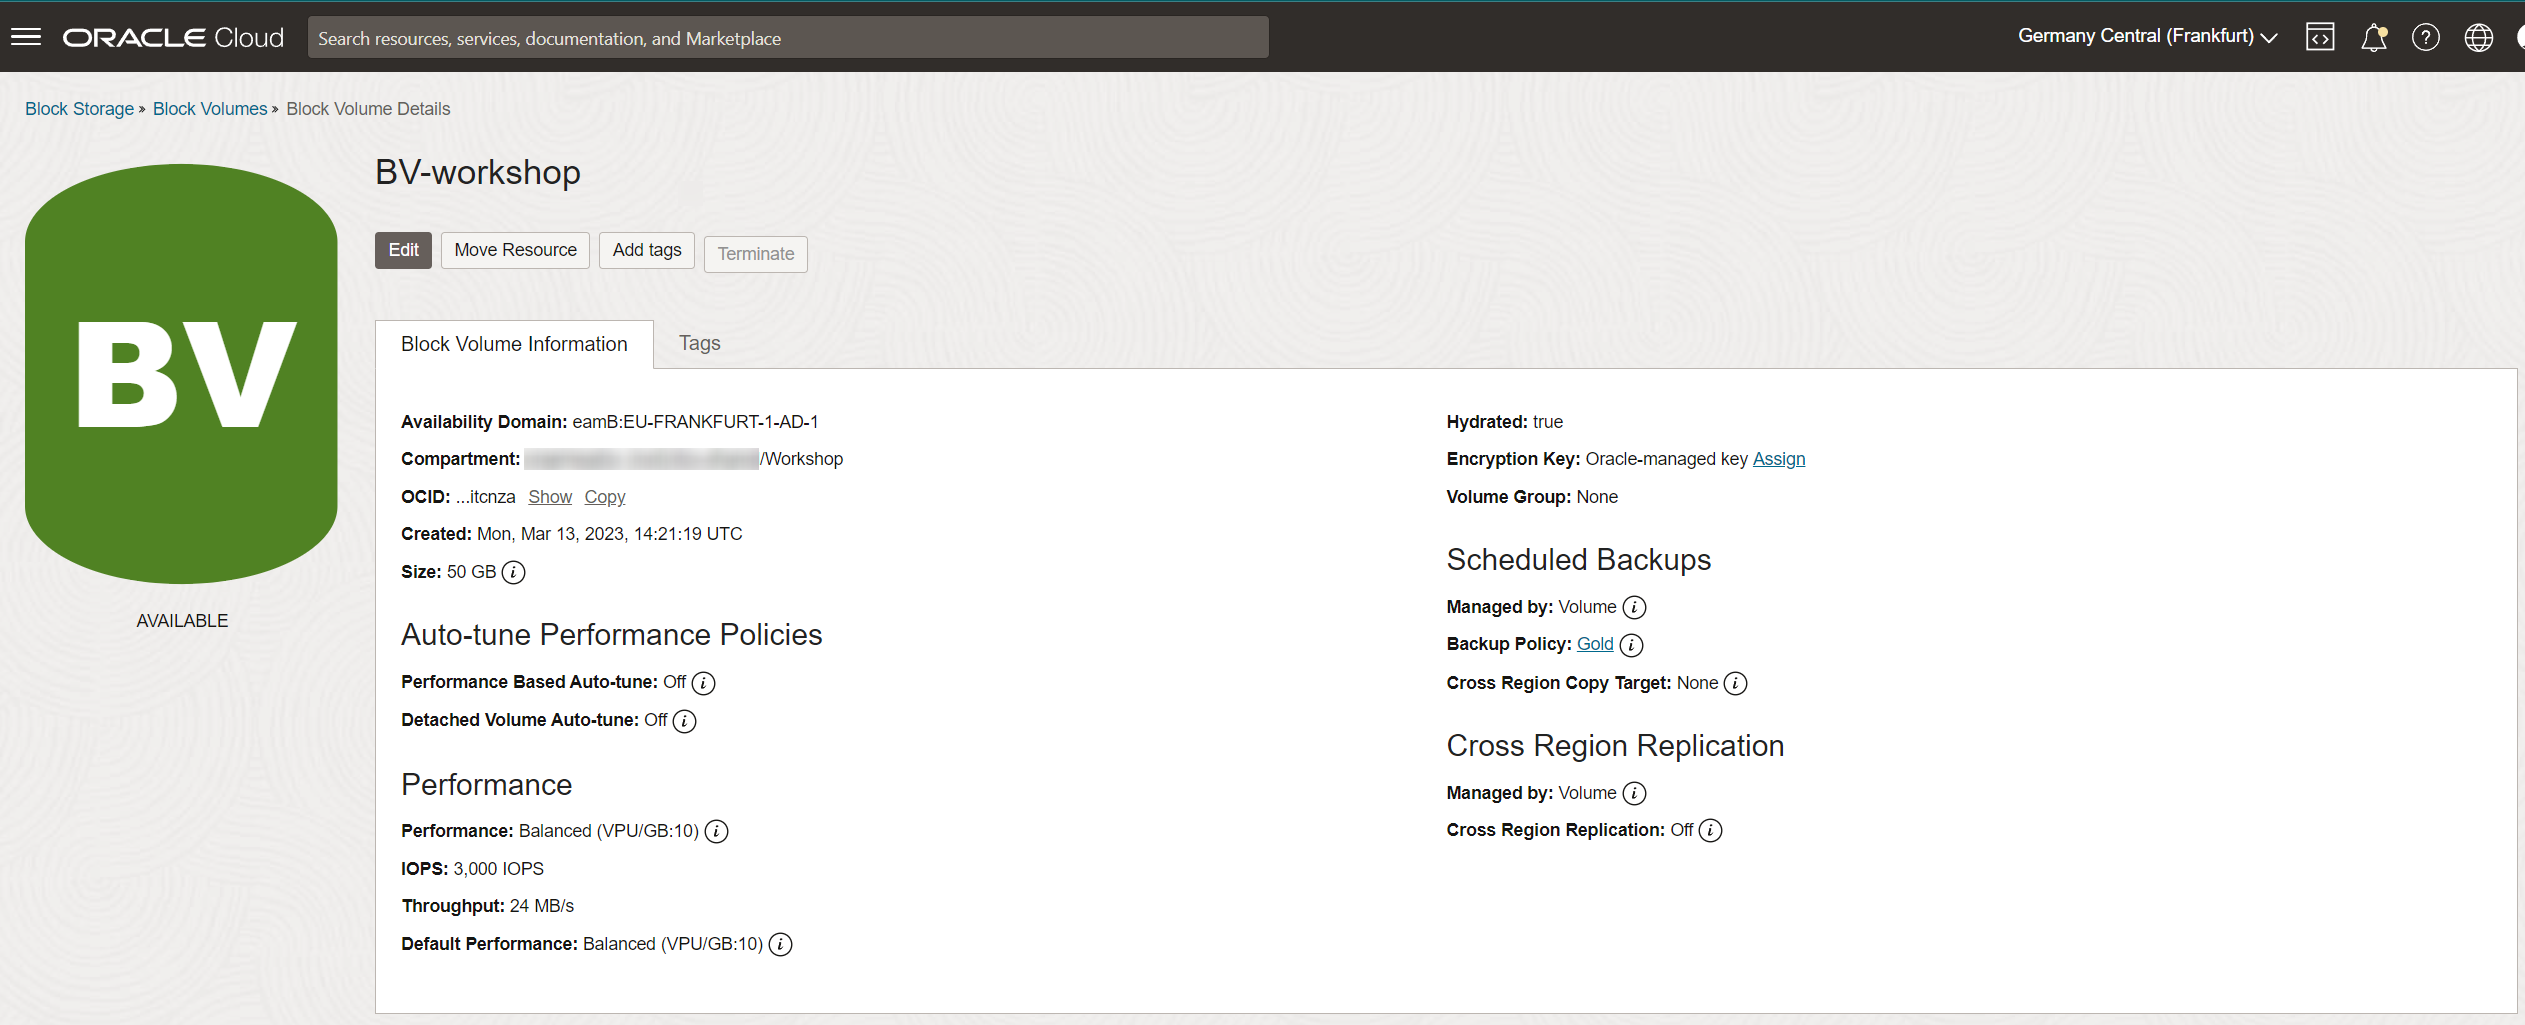 ORACLE Cloud
Search resources, services, documentation, and Marketplace
Germany Central (Frankfurt)
Block Storage » Block Volumes » Block Volume Details
BV
AVAILABLE
BV-workshop
Edit
Move Resource
Add tags
Terminate
Block Volume Information
Tags
Availability Domain: eamB:EU-FRANKFURT-1-AD-1
Compartment: /Workshop
OCID: ...itcnza Show Copy
Created: Mon, Mar 13, 2023, 14:21:19 UTC
Size: 50 GB
Auto-tune Performance Policies
Performance Based Auto-tune: Off
Detached Volume Auto-tune: Off
Performance
Performance: Balanced (VPU/GB:10)
IOPS: 3,000 IOPS
Throughput: 24 MB/s
Default Performance: Balanced (VPU/GB:10)
Hydrated: true
Encryption Key: Oracle-managed key Assign
Volume Group: None
Scheduled Backups
Managed by: Volume
Backup Policy: Gold
Cross Region Copy Target: None
Cross Region Replication
Managed by: Volume
Cross Region Replication: Off